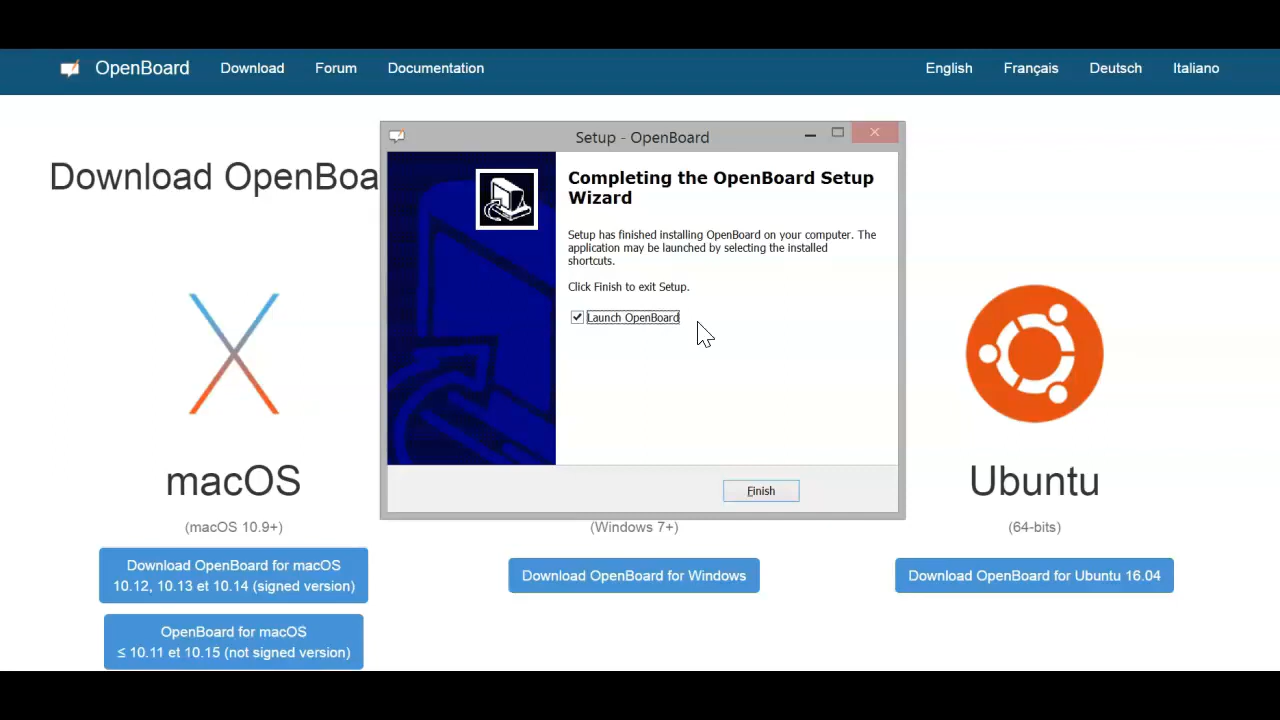 OpenBoard Download Forum Documentation English Français Deutsch Italiano
Setup - OpenBoard
Download OpenBoa
Completing the OpenBoard Setup
Wizard
Setup has finished installing OpenBoard on your computer. The
application may be launched by selecting the installed
shortcuts.
Click Finish to exit Setup.
Launch OpenBoard
Finish
macOS
(macOS 10.9+)
Download OpenBoard for macOS
10.12, 10.13 et 10.14 (signed version)
OpenBoard for macOS
≤ 10.11 et 10.15 (not signed version)
(Windows 7+)
Download OpenBoard for Windows
Ubuntu
(64-bits)
Download OpenBoard for Ubuntu 16.04